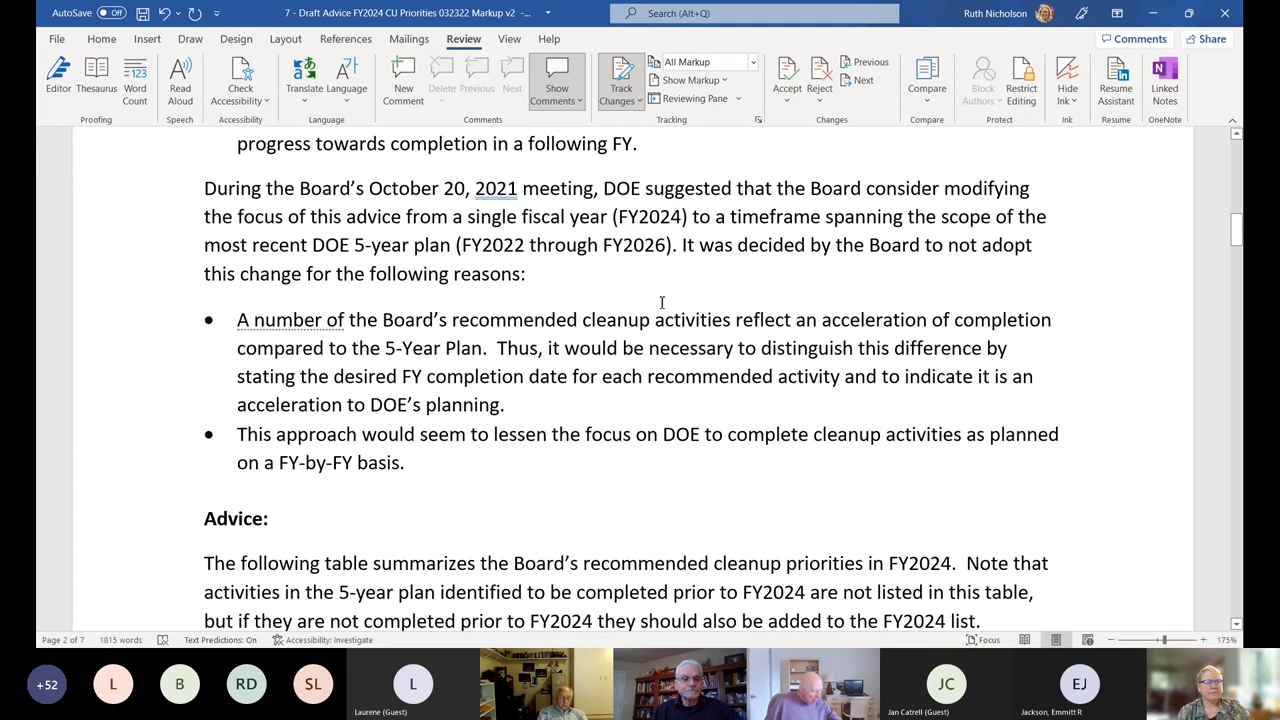 AutoSave Off 7 - Draft Advice FY2024 CU Priorities 032322 Markup v2 - ... Search (Alt+Q) Ruth Nicholson
File Home Insert Draw Design Layout References Mailings Review View Help Comments Share
Editor Thesaurus Word Count Read Aloud Check Accessibility Translate Language New Comment Delete Previous Next Show Comments Track Changes All Markup Show Markup Reviewing Pane Accept Reject Previous Next Compare Block Authors Restrict Editing Hide Ink Resume Assistant Linked Notes
Proofing Speech Accessibility Language Comments Tracking Changes Compare Protect Ink Resume OneNote
progress towards completion in a following FY.
During the Board's October 20, 2021 meeting, DOE suggested that the Board consider modifying
the focus of this advice from a single fiscal year (FY2024) to a timeframe spanning the scope of the
most recent DOE 5-year plan (FY2022 through FY2026). It was decided by the Board to not adopt
this change for the following reasons:
• A number of the Board's recommended cleanup activities reflect an acceleration of completion
compared to the 5-Year Plan. Thus, it would be necessary to distinguish this difference by
stating the desired FY completion date for each recommended activity and to indicate it is an
acceleration to DOE's planning.
• This approach would seem to lessen the focus on DOE to complete cleanup activities as planned
on a FY-by-FY basis.
Advice:
The following table summarizes the Board's recommended cleanup priorities in FY2024. Note that
activities in the 5-year plan identified to be completed prior to FY2024 are not listed in this table,
but if they are not completed prior to FY2024 they should also be added to the FY2024 list.
Page 2 of 7 1815 words Text Predictions: On Accessibility: Investigate Focus 175%
+52 L B RD SL L JC EJ
Laurene (Guest) Jan Catrell (Guest) Jackson, Emmitt R